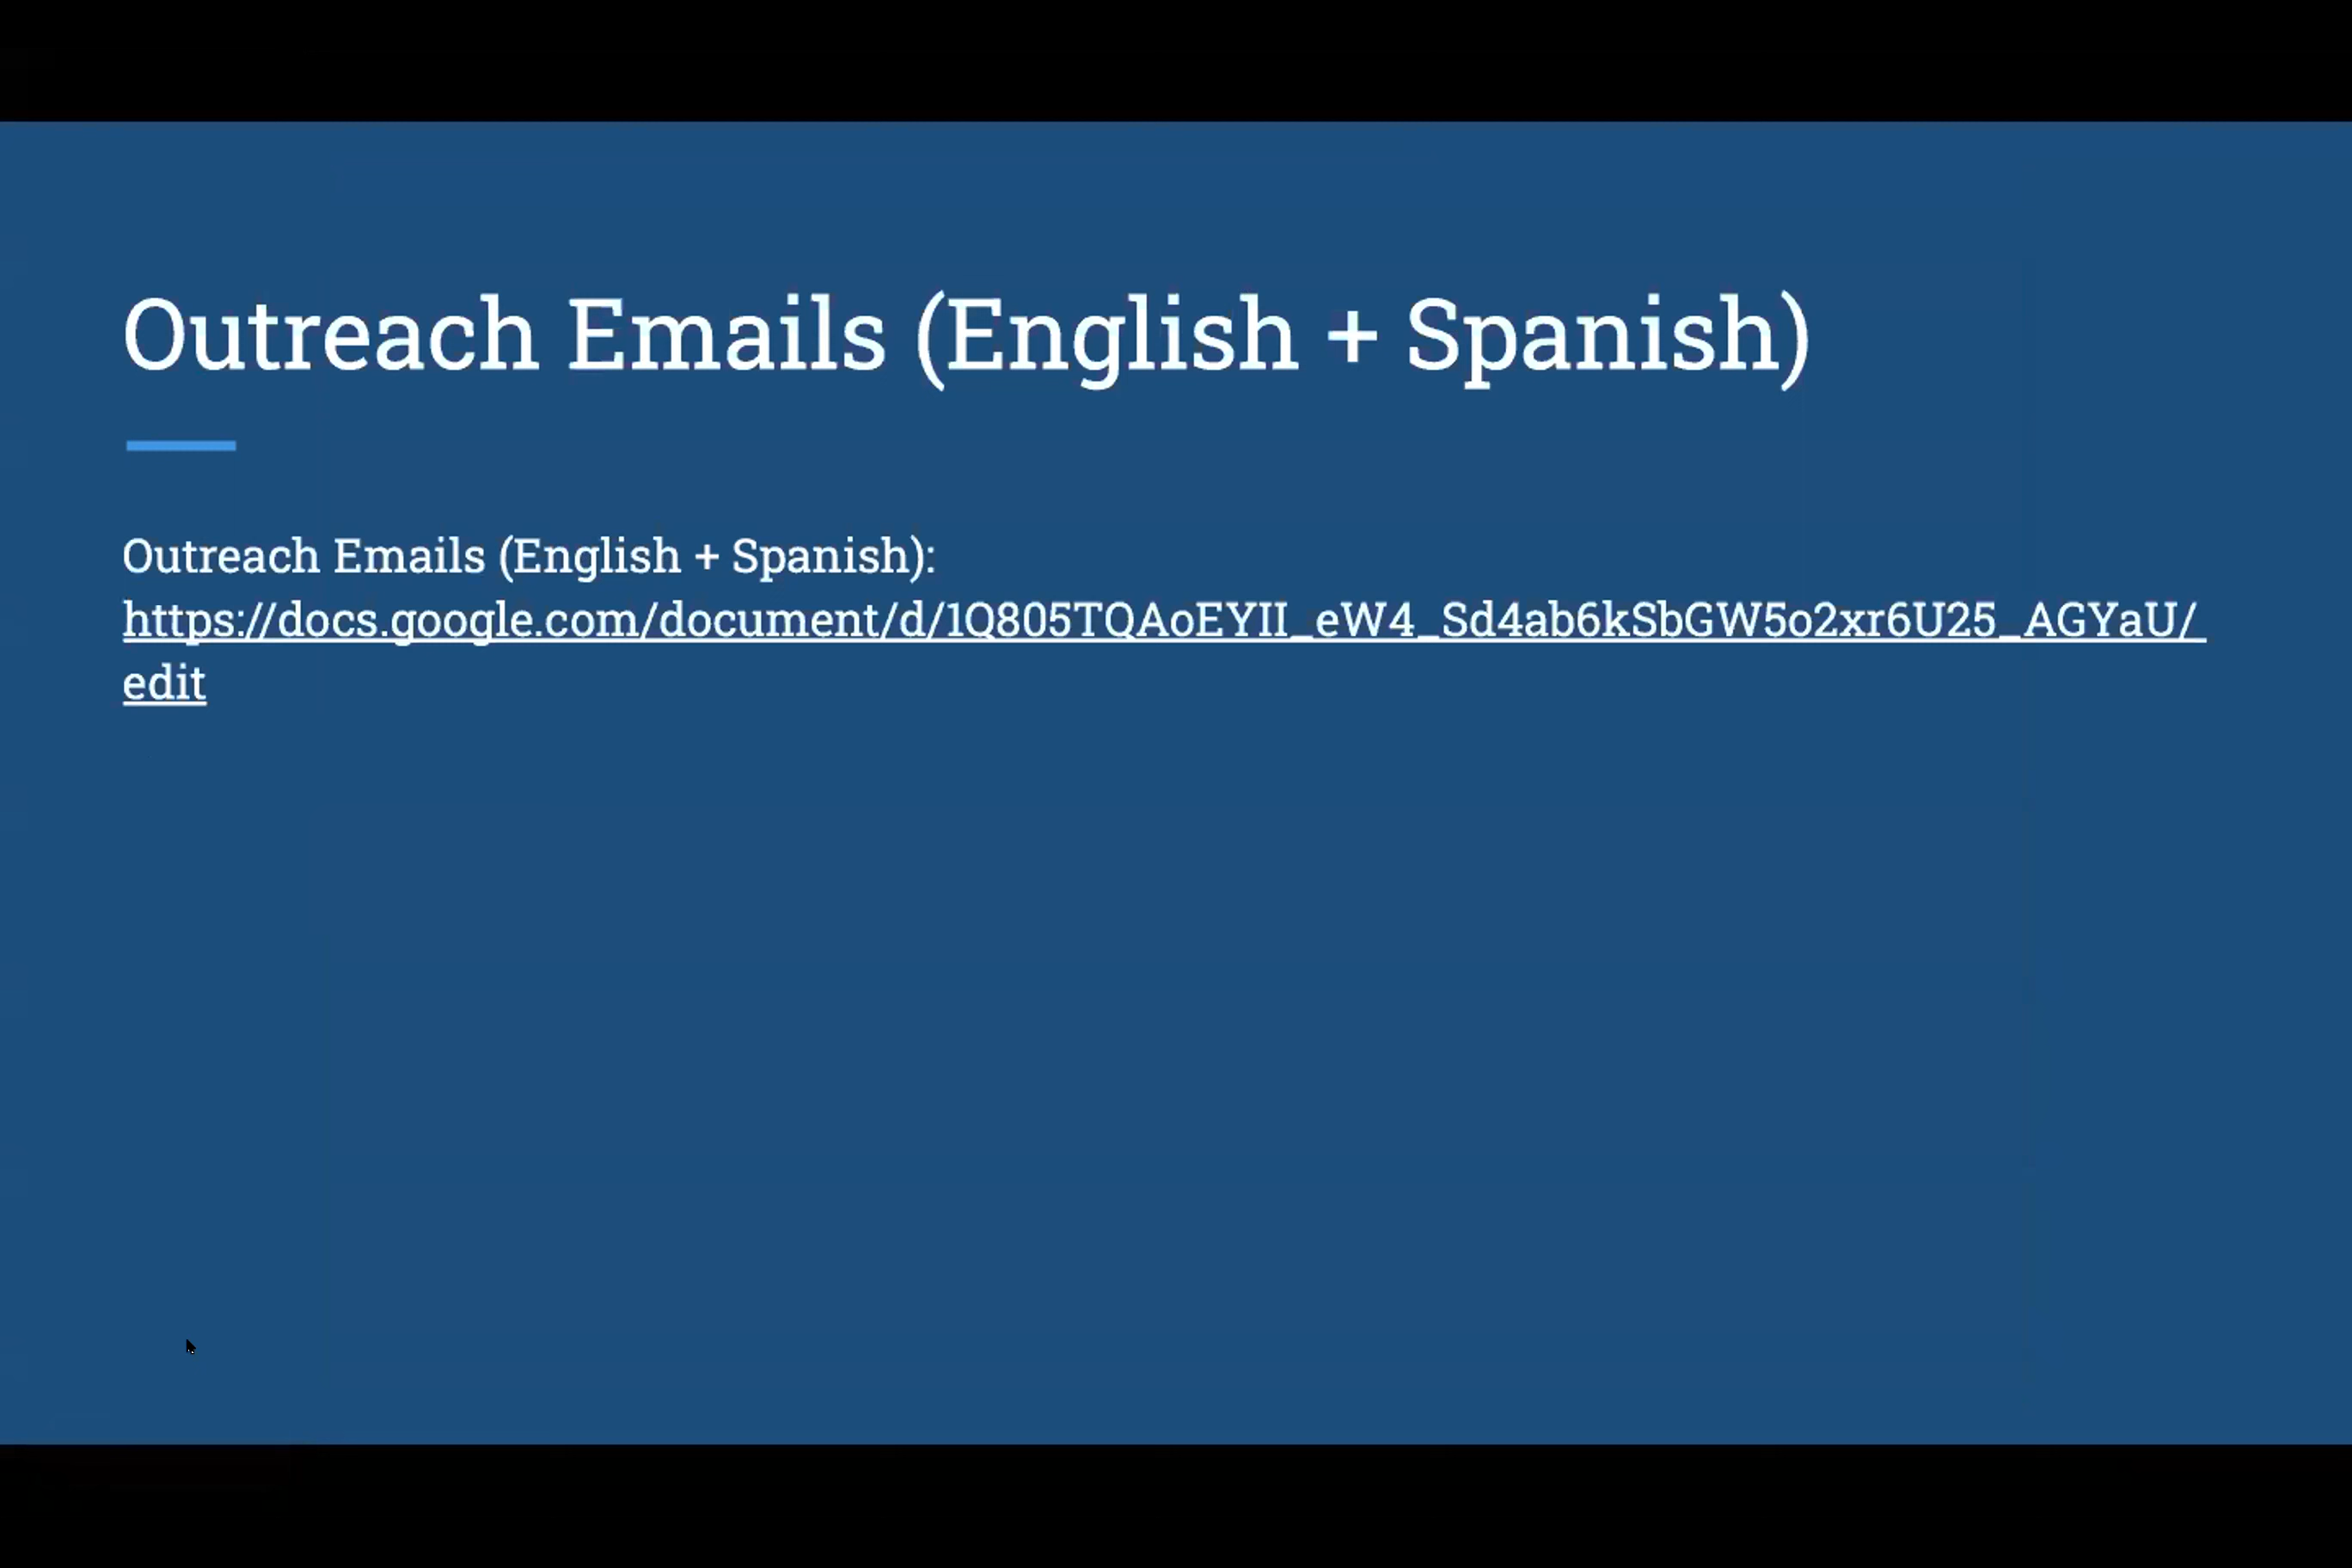 Outreach Emails (English + Spanish)
Outreach Emails (English + Spanish):
https://docs.google.com/document/d/1Q805TQAoEYII_eW4_Sd4ab6kSbGW5o2xr6U25_AGYaU/
edit